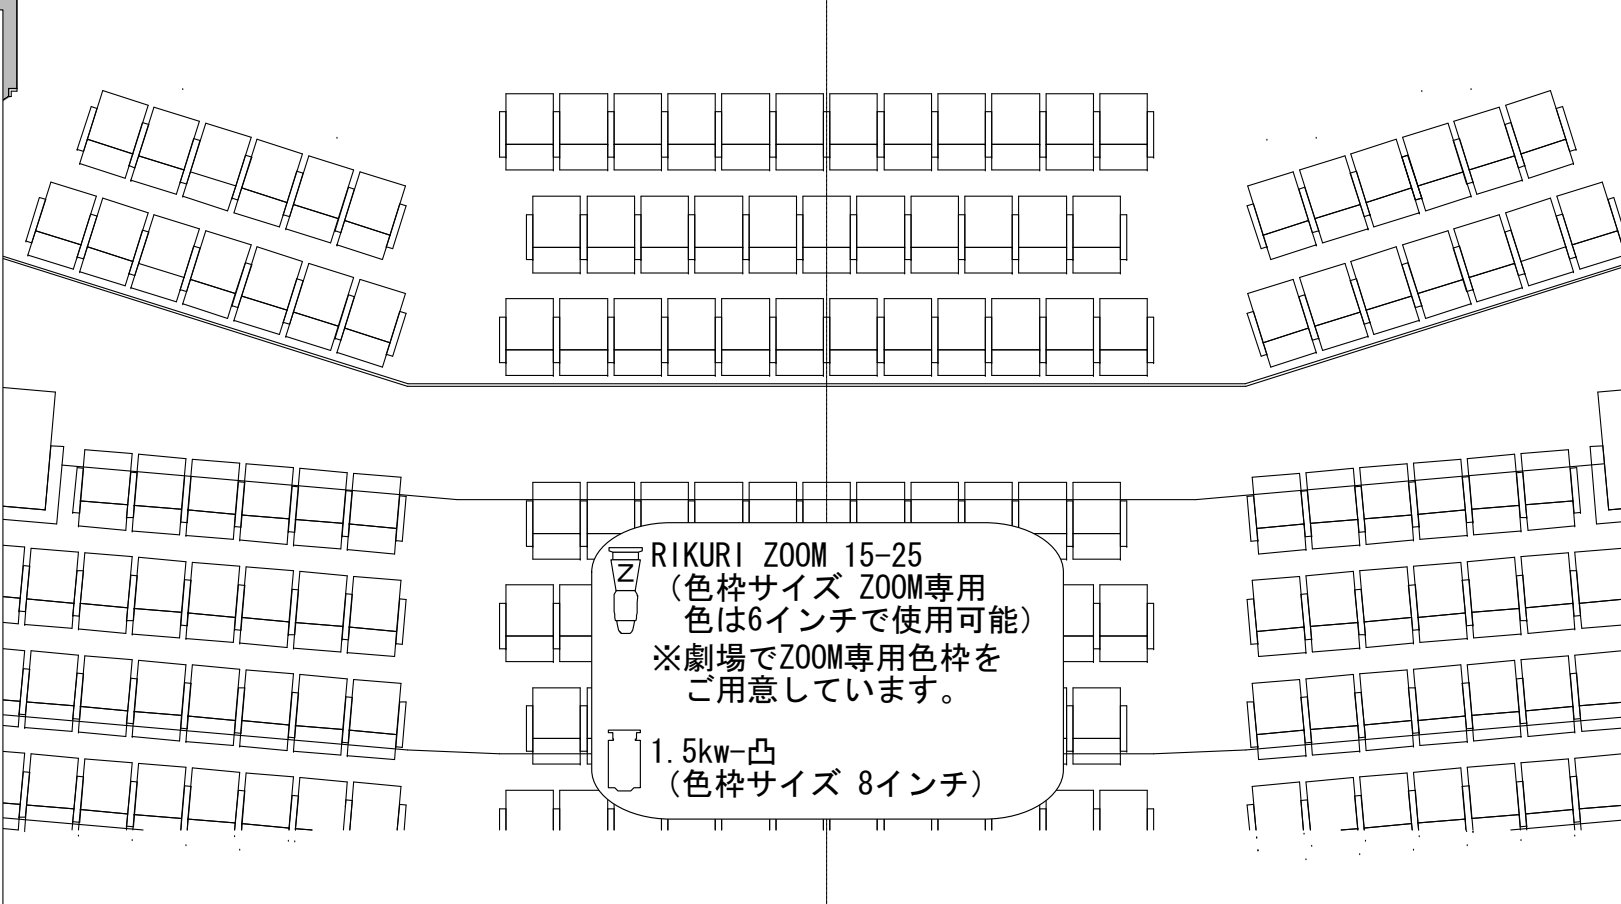 Z
RIKURI ZOOM 15-25
（色枠サイズ ZOOM専用
色は6インチで使用可能）
※劇場でZOOM専用色枠を
ご用意しています。
1.5kw-凸
（色枠サイズ 8インチ）